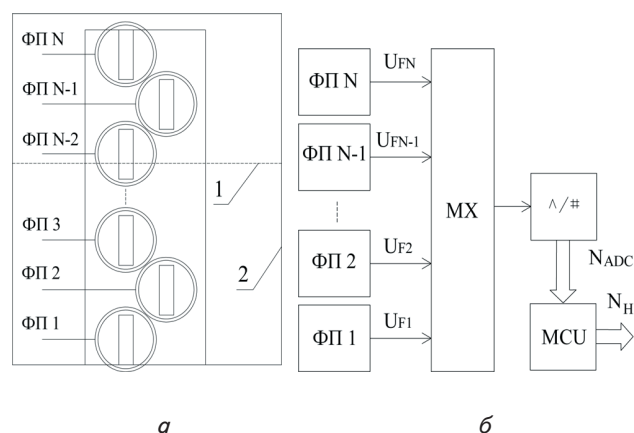 ФП N
ФП N-1
ФП N-2
ФП 3
ФП 2
ФП 1
1
2
ФП N
ФП N-1
ФП 2
ФП 1
UFN
UFN-1
UF2
UF1
MX
^/#
NADC
MCU
NH
а
б